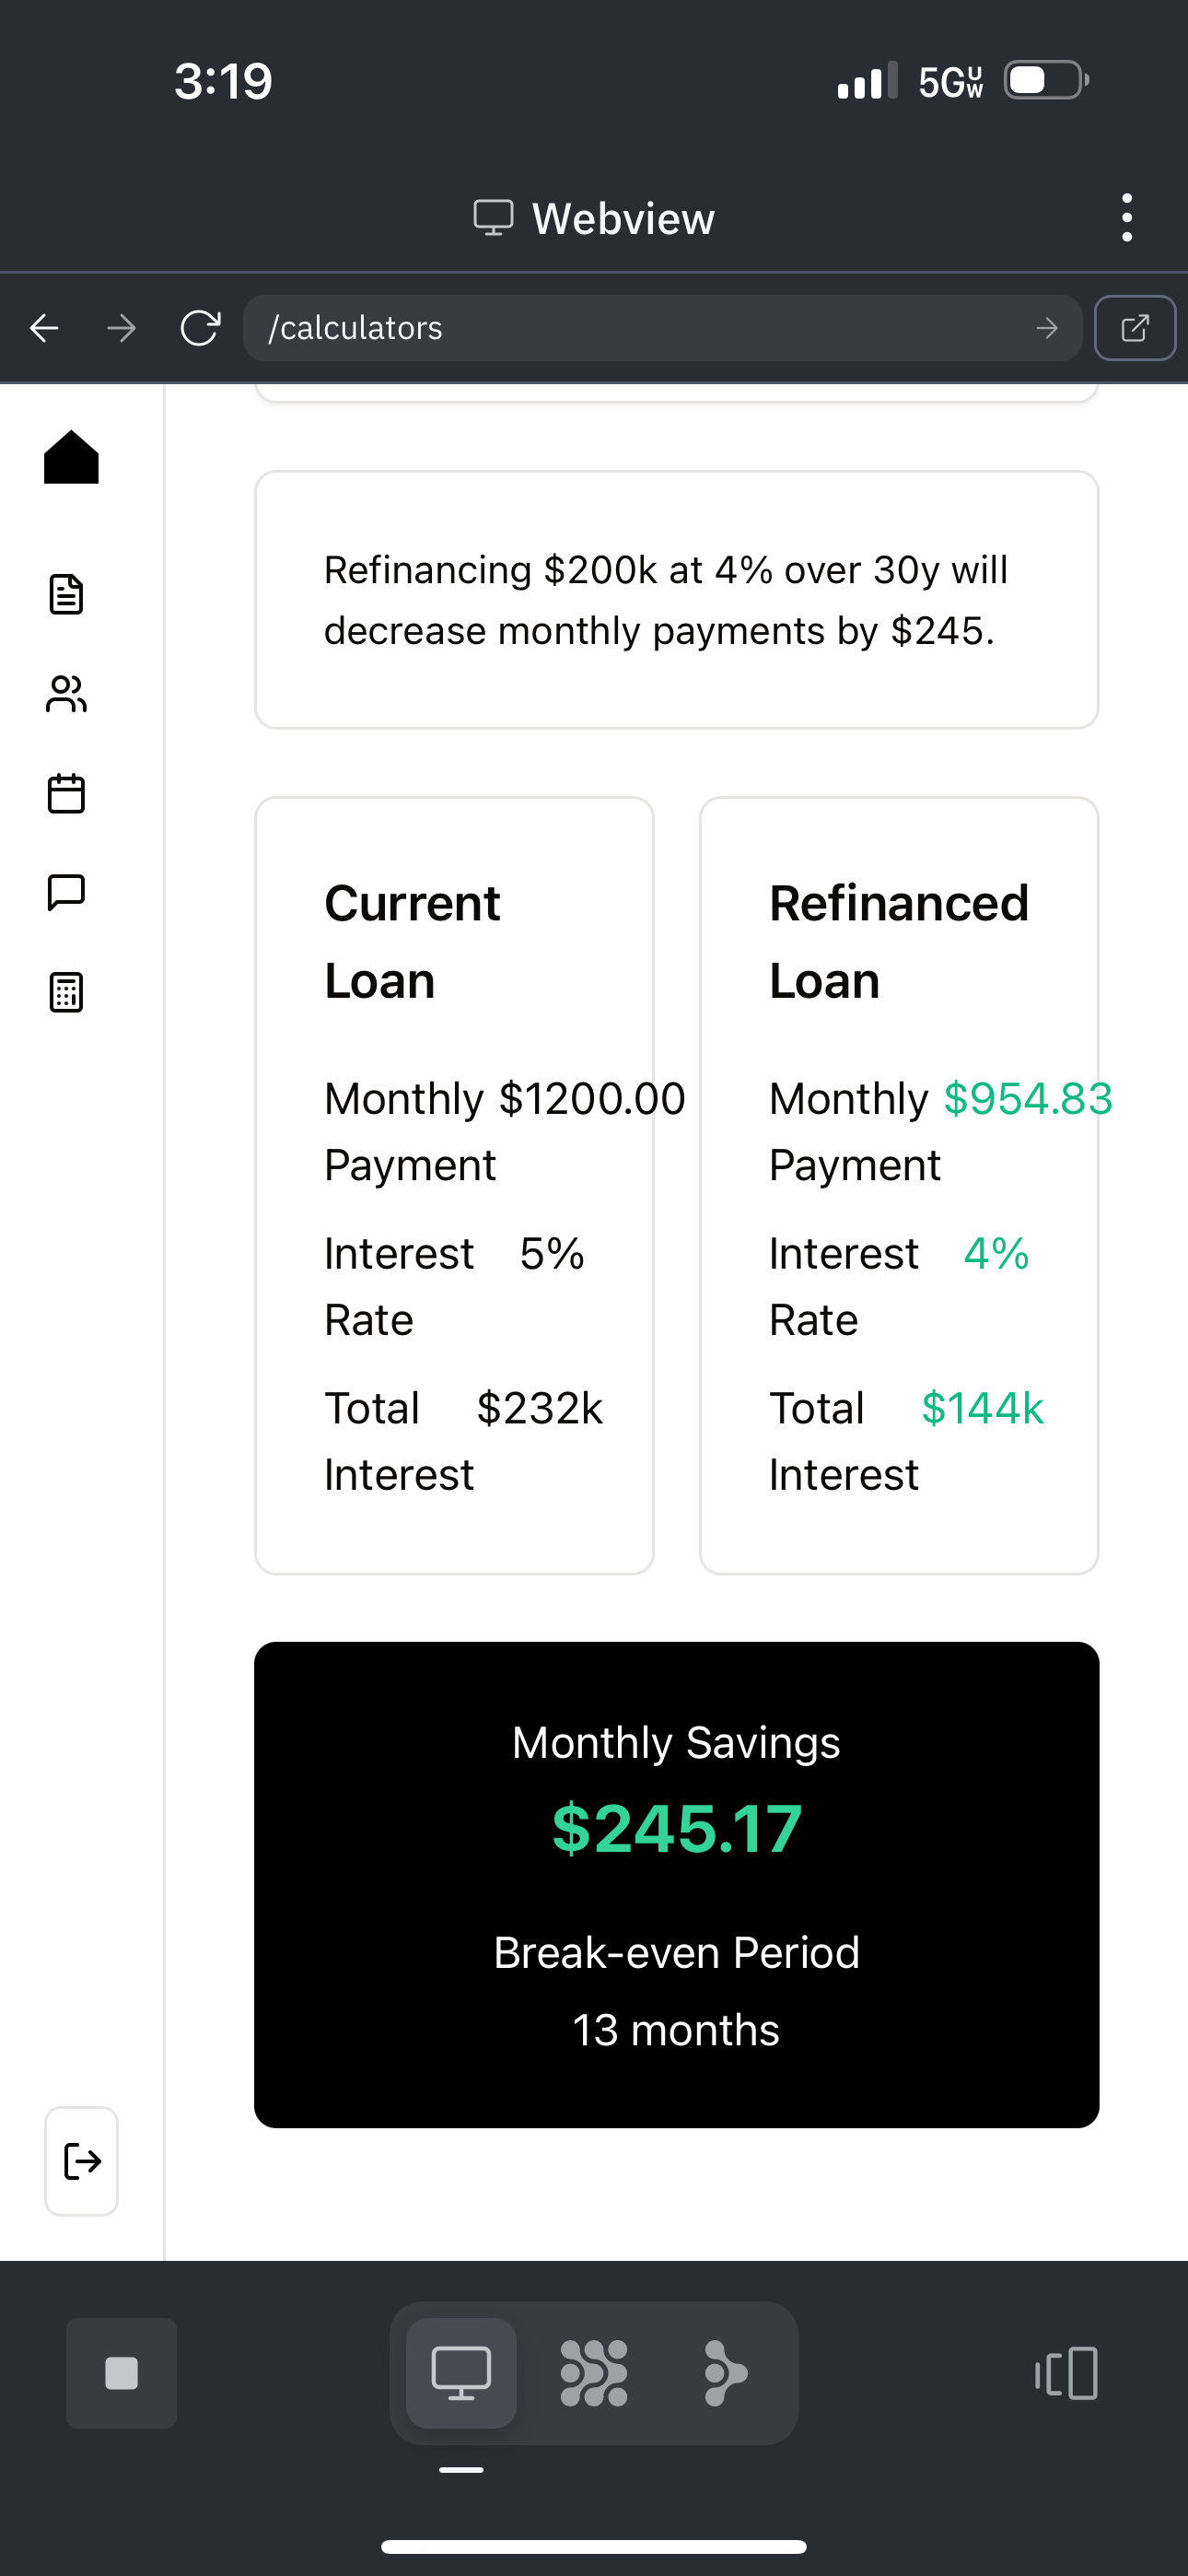 3:19
5G UW
Webview
/calculators
Refinancing $200k at 4% over 30y will
decrease monthly payments by $245.
Current
Loan
Monthly $1200.00
Payment
Interest 5%
Rate
Total $232k
Interest
Refinanced
Loan
Monthly $954.83
Payment
Interest 4%
Rate
Total $144k
Interest
Monthly Savings
$245.17
Break-even Period
13 months